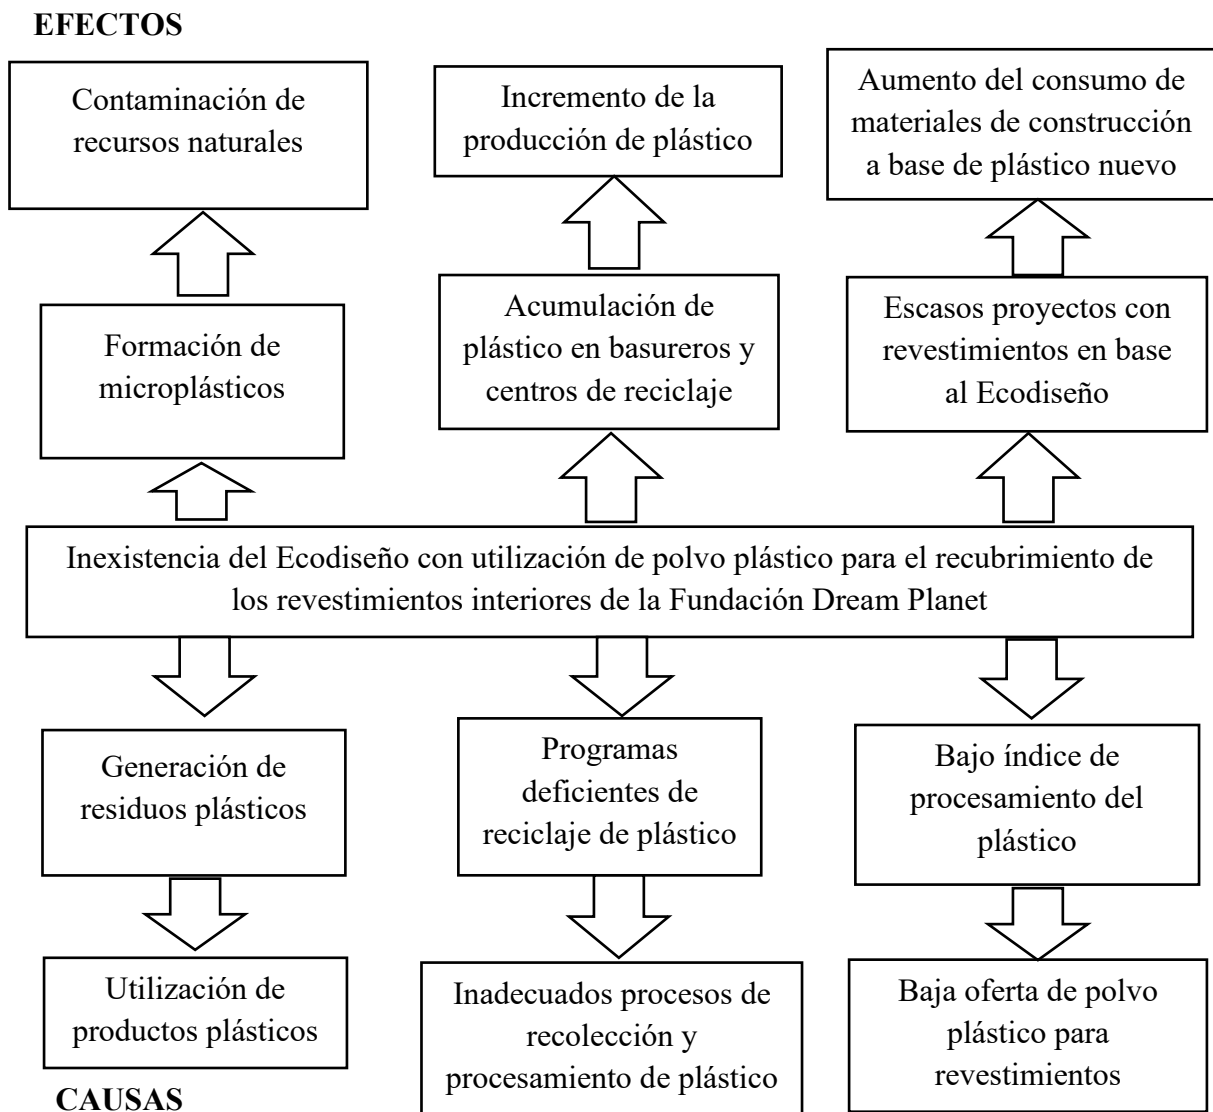 EFECTOS
Contaminación de
recursos naturales
Incremento de la
producción de plástico
Aumento del consumo de
materiales de construcción
a base de plástico nuevo
Formación de
microplásticos
Acumulación de
plástico en basureros y
centros de reciclaje
Escasos proyectos con
revestimientos en base
al Ecodiseño
Inexistencia del Ecodiseño con utilización de polvo plástico para el recubrimiento de
los revestimientos interiores de la Fundación Dream Planet
Generación de
residuos plásticos
Programas
deficientes de
reciclaje de plástico
Bajo índice de
procesamiento del
plástico
Utilización de
productos plásticos
Inadecuados procesos de
recolección y
procesamiento de plástico
Baja oferta de polvo
plástico para
revestimientos
CAUSAS